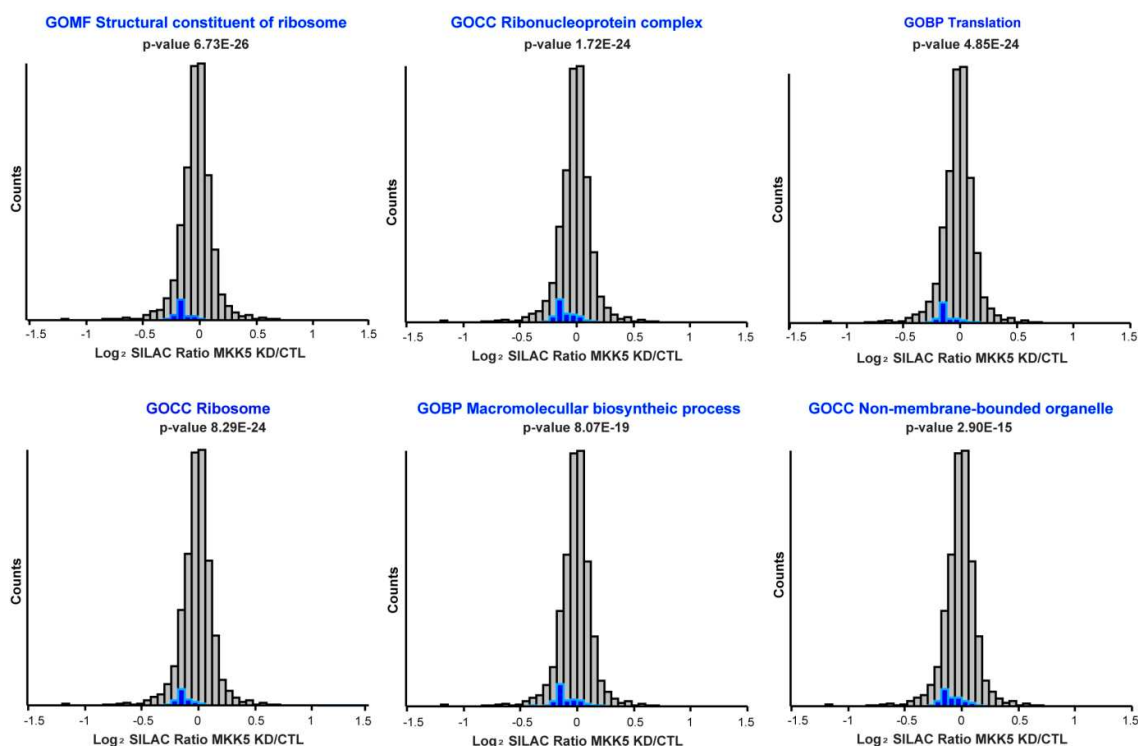 GOMF Structural constituent of ribosome
p-value 6.73E-26
Counts
-1.5 -1 -0.5 0 0.5 1 1.5
Log₂ SILAC Ratio MKK5 KD/CTL
GOCC Ribonucleoprotein complex
p-value 1.72E-24
Counts
-1.5 -1 -0.5 0 0.5 1 1.5
Log₂ SILAC Ratio MKK5 KD/CTL
GOBP Translation
p-value 4.85E-24
Counts
-1.5 -1 -0.5 0 0.5 1 1.5
Log₂ SILAC Ratio MKK5 KD/CTL
GOCC Ribosome
p-value 8.29E-24
Counts
-1.5 -1 -0.5 0 0.5 1 1.5
Log₂ SILAC Ratio MKK5 KD/CTL
GOBP Macromolecullar biosyntheic process
p-value 8.07E-19
Counts
-1.5 -1 -0.5 0 0.5 1 1.5
Log₂ SILAC Ratio MKK5 KD/CTL
GOCC Non-membrane-bounded organelle
p-value 2.90E-15
Counts
-1.5 -1 -0.5 0 0.5 1 1.5
Log₂ SILAC Ratio MKK5 KD/CTL